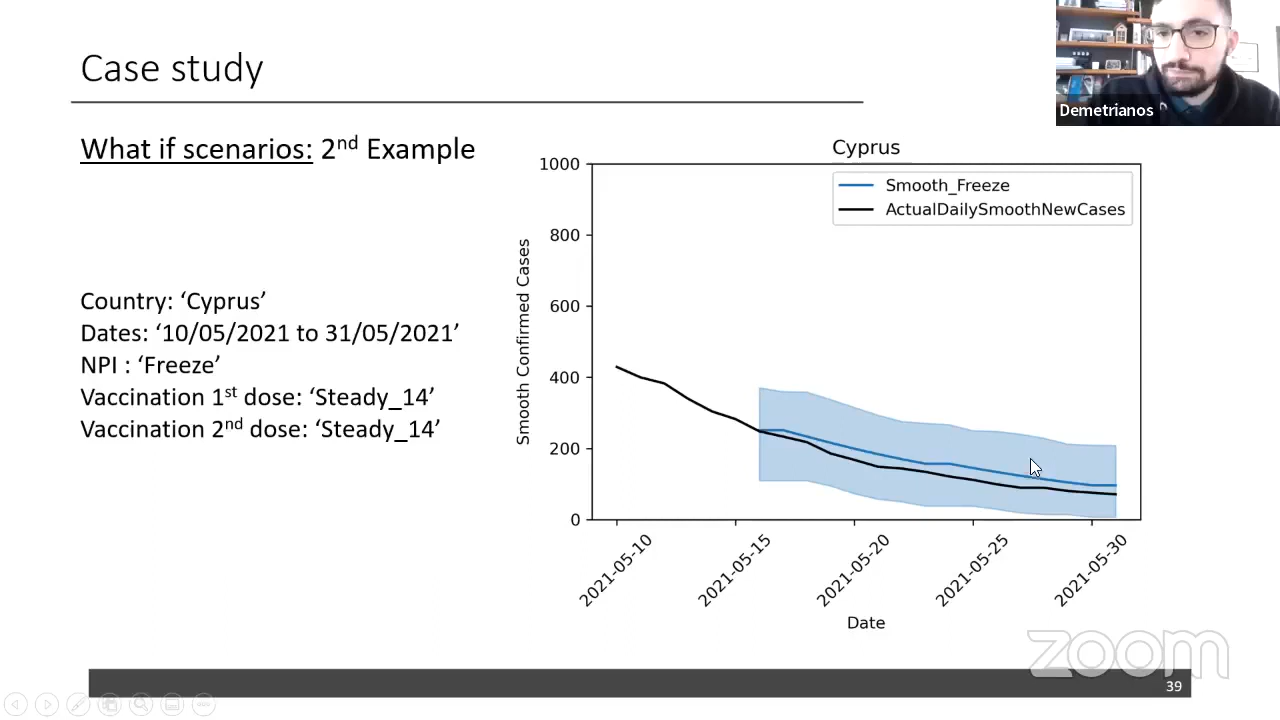 Case study
Demetrianos
What if scenarios: 2nd Example
Country: ‘Cyprus’
Dates: ‘10/05/2021 to 31/05/2021’
NPI : ‘Freeze’
Vaccination 1st dose: ‘Steady_14’
Vaccination 2nd dose: ‘Steady_14’
Cyprus
Smooth_Freeze
ActualDailySmoothNewCases
Smooth Confirmed Cases
1000
800
600
400
200
0
2021-05-10
2021-05-15
2021-05-20
2021-05-25
2021-05-30
Date
zoom
39